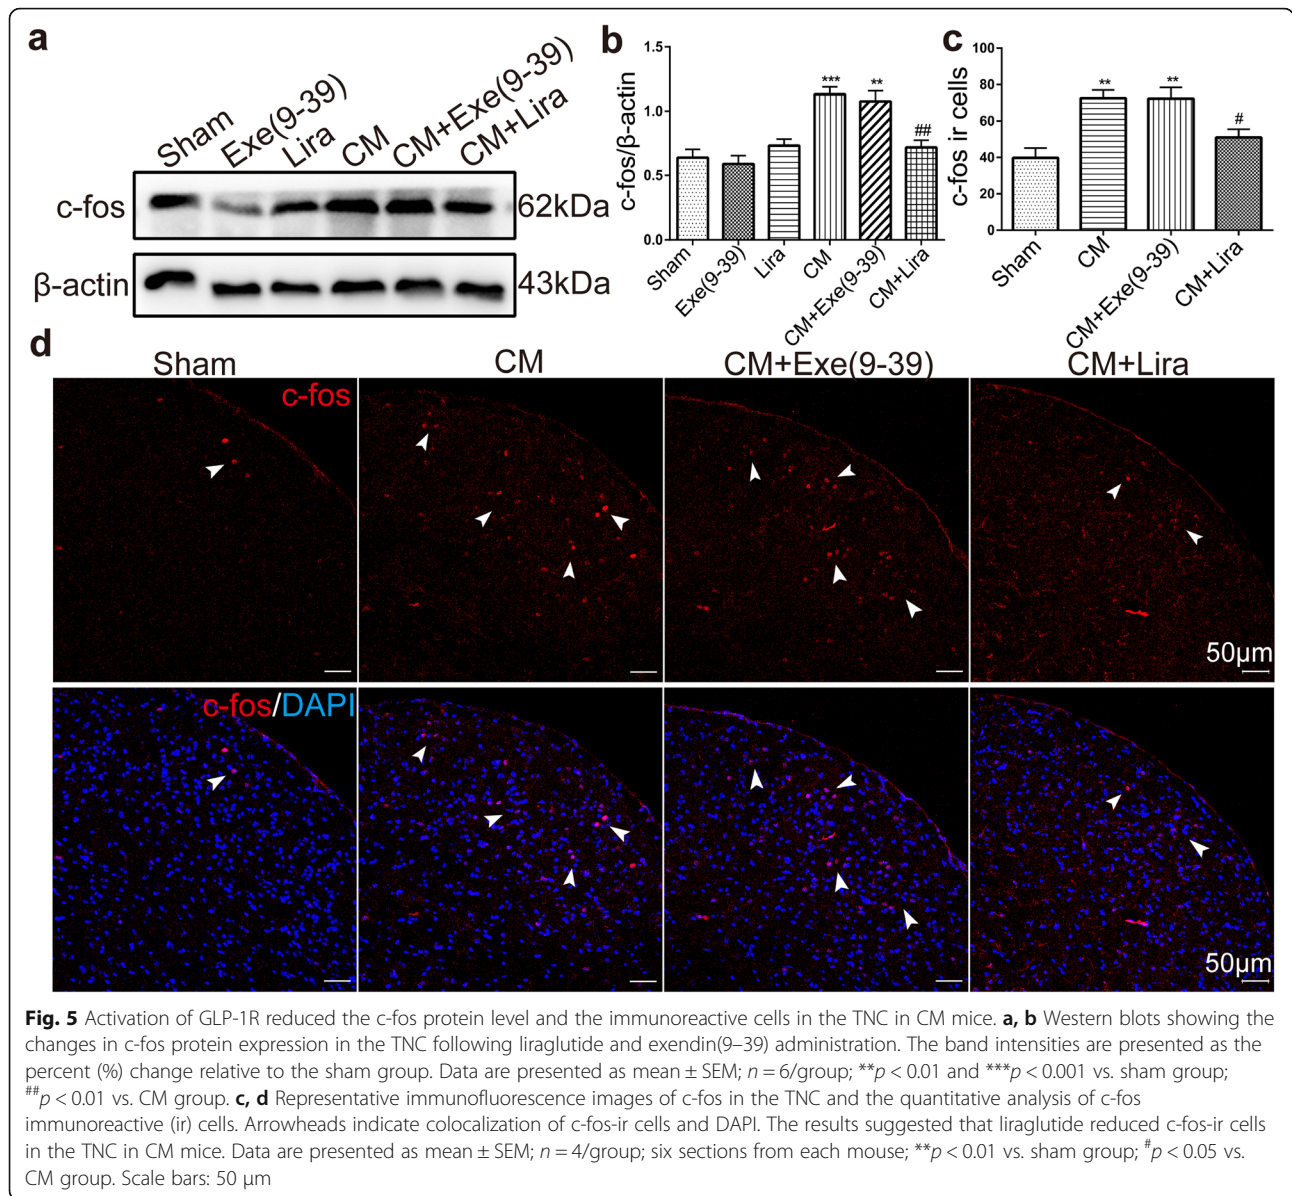 a
Sham
Exe(9-39)
Lira
CM
CM+Exe(9-39)
CM+Lira
c-fos
62kDa
β-actin
43kDa
b
c-fos/β-actin
1.5
1.0
0.5
0.0
***
**
##
Sham
Exe(9-39)
Lira
CM
CM+Exe(9-39)
CM+Lira
c
c-fos ir cells
100
80
60
40
20
0
**
**
#
Sham
CM
CM+Exe(9-39)
CM+Lira
d
Sham
CM
CM+Exe(9-39)
CM+Lira
c-fos
50μm
c-fos/DAPI
50μm
Fig. 5 Activation of GLP-1R reduced the c-fos protein level and the immunoreactive cells in the TNC in CM mice. a, b Western blots showing the
changes in c-fos protein expression in the TNC following liraglutide and exendin(9–39) administration. The band intensities are presented as the
percent (%) change relative to the sham group. Data are presented as mean ± SEM; n = 6/group; **p < 0.01 and ***p < 0.001 vs. sham group;
##p < 0.01 vs. CM group. c, d Representative immunofluorescence images of c-fos in the TNC and the quantitative analysis of c-fos
immunoreactive (ir) cells. Arrowheads indicate colocalization of c-fos-ir cells and DAPI. The results suggested that liraglutide reduced c-fos-ir cells
in the TNC in CM mice. Data are presented as mean ± SEM; n = 4/group; six sections from each mouse; **p < 0.01 vs. sham group; #p < 0.05 vs.
CM group. Scale bars: 50 μm